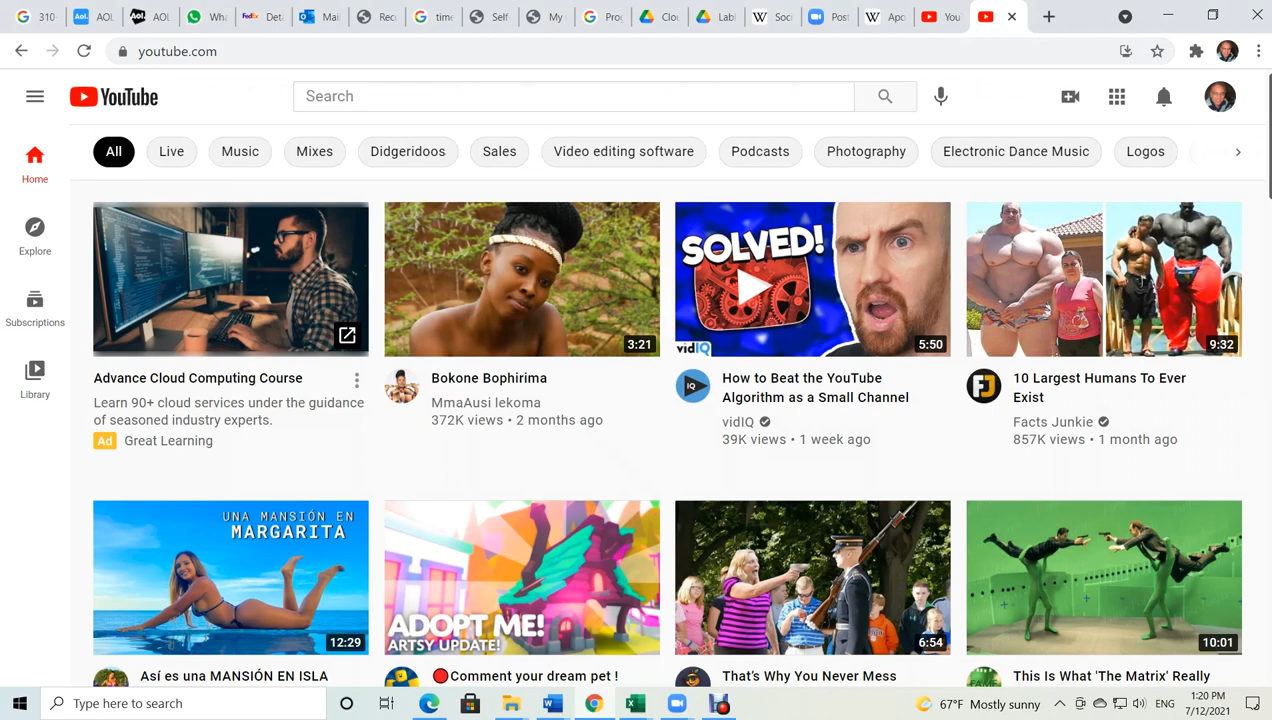 310-
AOL
AOL
Wha
Det
Mai
Rec
time
Self
My
Clou
Soci
Post
Apo
You
youtube.com
YouTube
Search
All
Live
Music
Mixes
Didgeridoos
Sales
Video editing software
Podcasts
Photography
Electronic Dance Music
Logos
Home
Explore
Subscriptions
Library
Advance Cloud Computing Course
Learn 90+ cloud services under the guidance
of seasoned industry experts.
Ad Great Learning
3:21
Bokone Bophirima
MmaAusi lekoma
372K views • 2 months ago
SOLVED!
vidIQ
5:50
IQ
How to Beat the YouTube
Algorithm as a Small Channel
vidIQ
39K views • 1 week ago
9:32
FJ
10 Largest Humans To Ever
Exist
Facts Junkie
857K views • 1 month ago
UNA MANSIÓN EN
MARGARITA
12:29
Así es una MANSIÓN EN ISLA
ADOPT ME!
ARTSY UPDATE!
Comment your dream pet !
6:54
That's Why You Never Mess
10:01
This Is What 'The Matrix' Really
Type here to search
67°F Mostly sunny
ENG
1:20 PM
7/12/2021